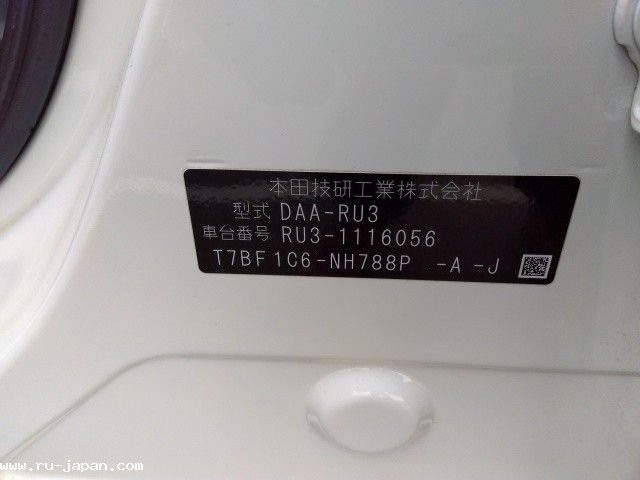 本田技研工業株式会社
型式 DAA-RU3
車台番号 RU3-1116056
T7BF1C6-NH788P -A -J
www.ru-japan.com